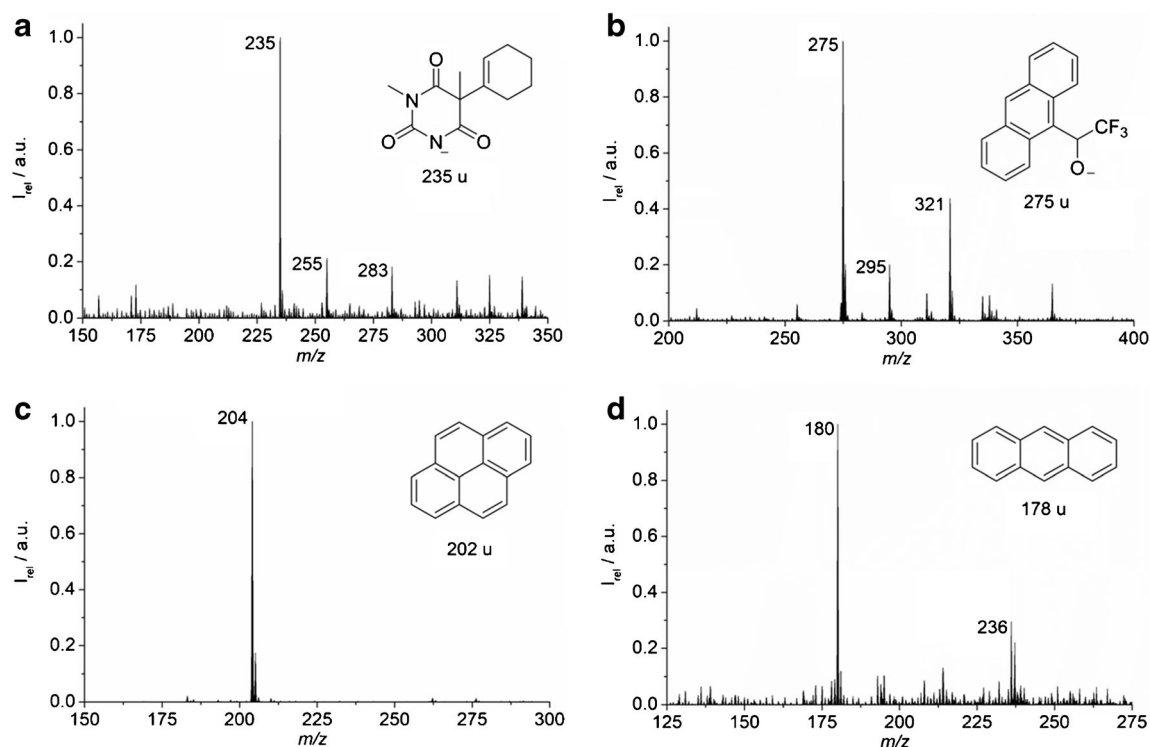 a
1.0
0.8
0.6
0.4
0.2
0.0
I rel / a.u.
150 175 200 225 250 275 300 325 350
m/z
235
255
283
O
N
O
N
–
O
235 u
b
1.0
0.8
0.6
0.4
0.2
0.0
I rel / a.u.
200 250 300 350 400
m/z
275
295
321
CF3
O
–
275 u
c
1.0
0.8
0.6
0.4
0.2
0.0
I rel / a.u.
150 175 200 225 250 275 300
m/z
204
202 u
d
1.0
0.8
0.6
0.4
0.2
0.0
I rel / a.u.
125 150 175 200 225 250 275
m/z
180
236
178 u